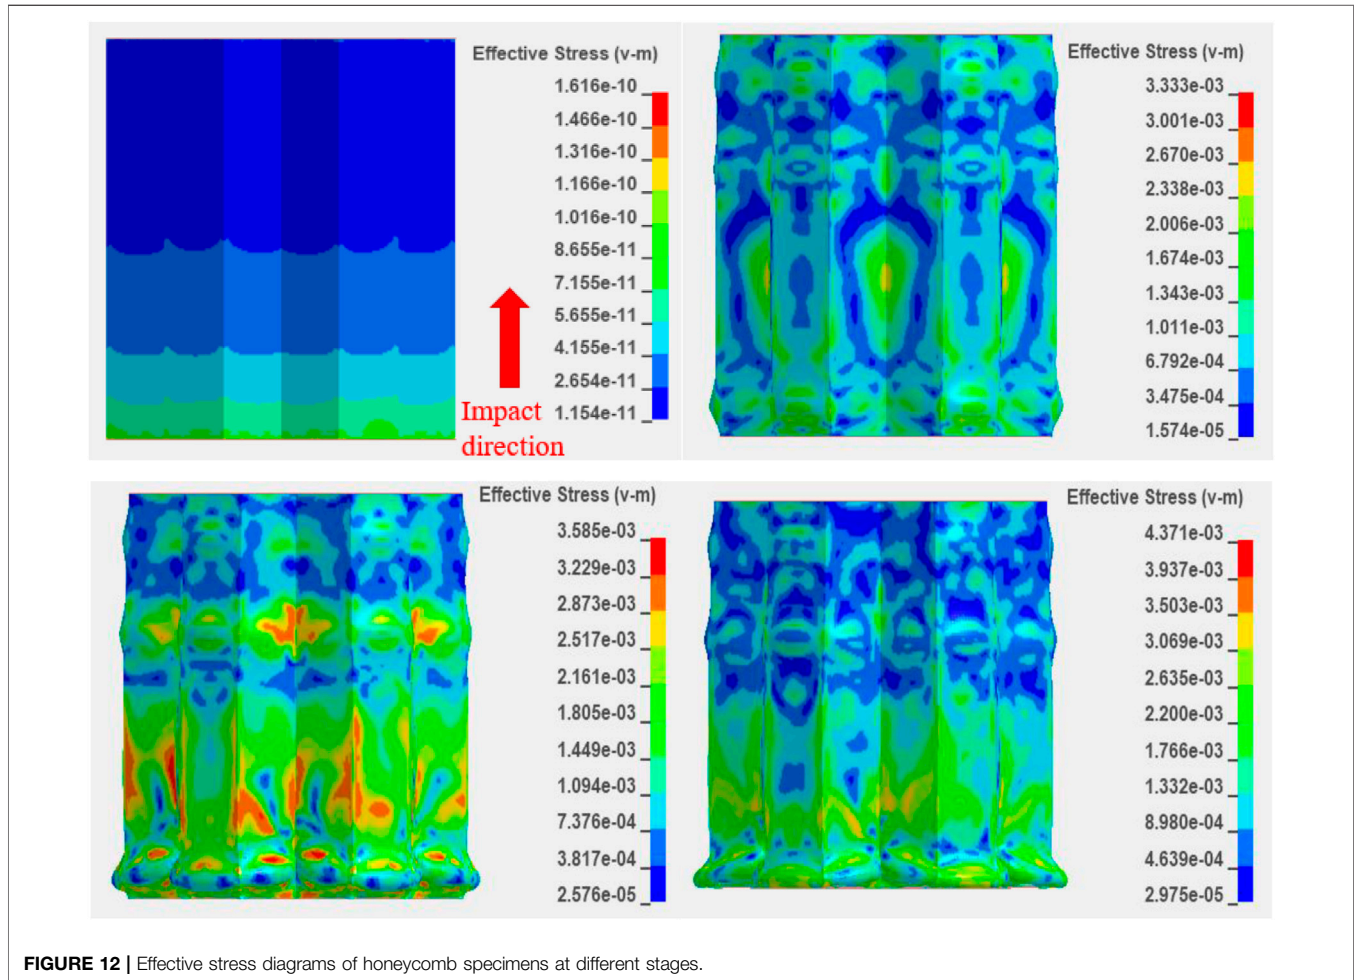 Effective Stress (v-m)
1.616e-10
1.466e-10
1.316e-10
1.166e-10
1.016e-10
8.655e-11
7.155e-11
5.655e-11
4.155e-11
2.654e-11
1.154e-11
Impact
direction
Effective Stress (v-m)
3.333e-03
3.001e-03
2.670e-03
2.338e-03
2.006e-03
1.674e-03
1.343e-03
1.011e-03
6.792e-04
3.475e-04
1.574e-05
Effective Stress (v-m)
3.585e-03
3.229e-03
2.873e-03
2.517e-03
2.161e-03
1.805e-03
1.449e-03
1.094e-03
7.376e-04
3.817e-04
2.576e-05
Effective Stress (v-m)
4.371e-03
3.937e-03
3.503e-03
3.069e-03
2.635e-03
2.200e-03
1.766e-03
1.332e-03
8.980e-04
4.639e-04
2.975e-05
FIGURE 12 | Effective stress diagrams of honeycomb specimens at different stages.